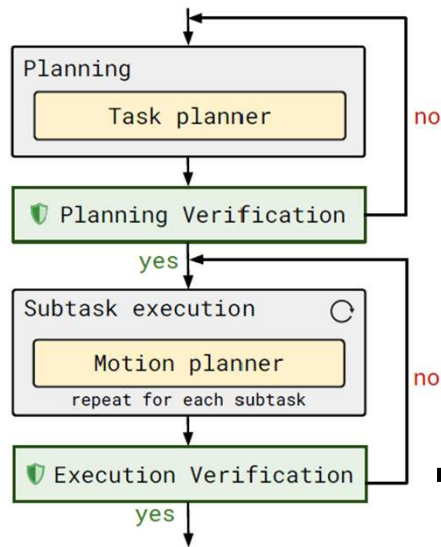 Planning
Task planner
no
Planning Verification
yes
Subtask execution
Motion planner
no
repeat for each subtask
Execution Verification
yes